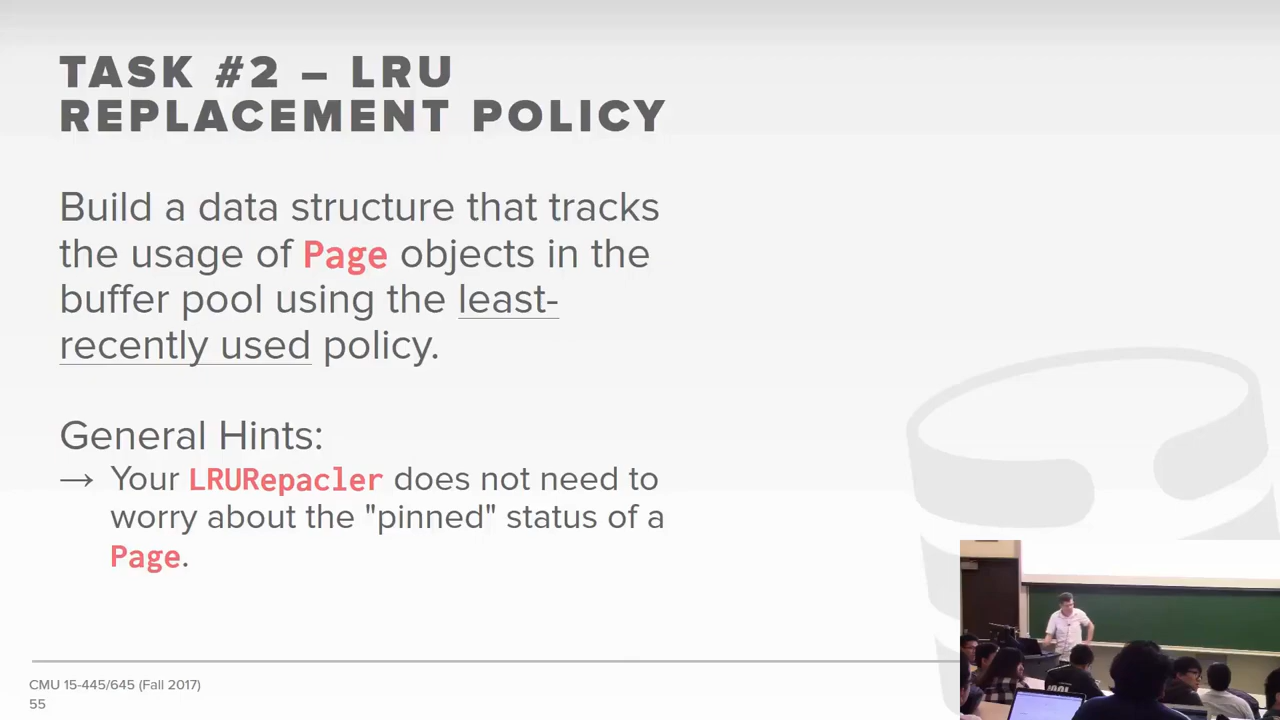 TASK #2 – LRU
REPLACEMENT POLICY
Build a data structure that tracks
the usage of Page objects in the
buffer pool using the least-
recently used policy.
General Hints:
→ Your LRURepacler does not need to
worry about the "pinned" status of a
Page.
CMU 15-445/645 (Fall 2017)
55